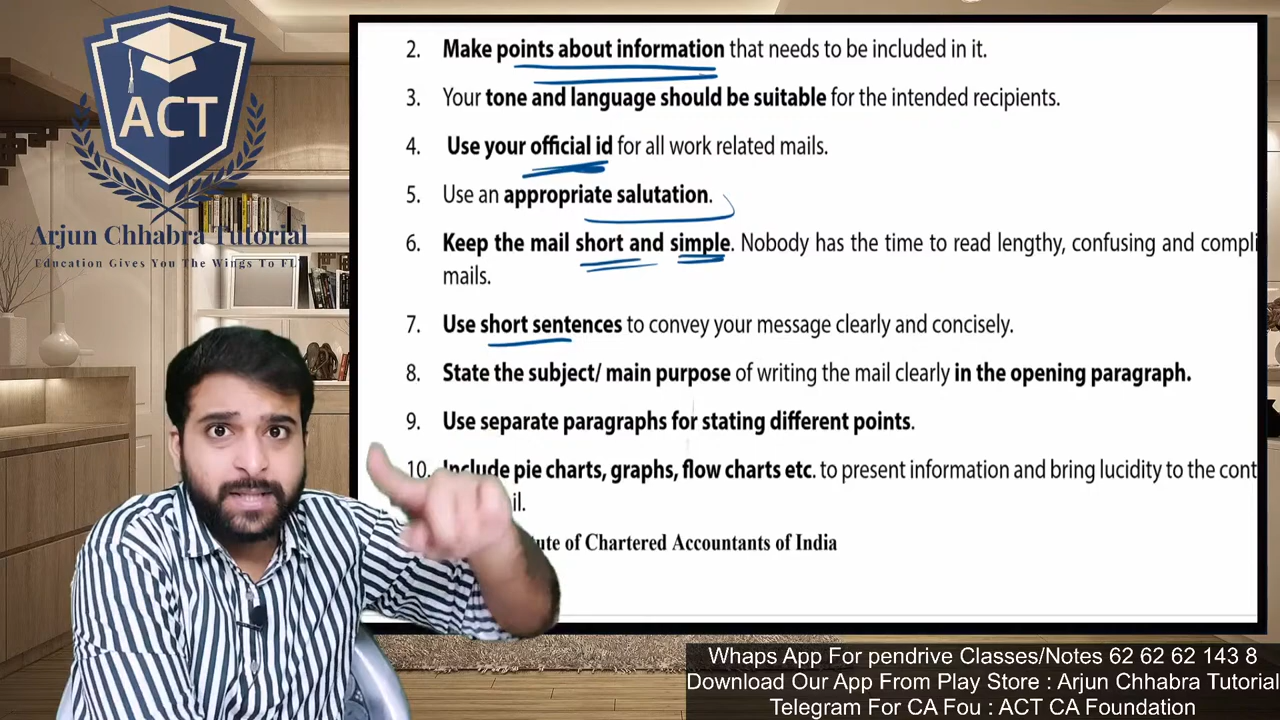 ACT
Arjun Chhabra Tutorial
Education Gives You The Wings To
2. Make points about information that needs to be included in it.
3. Your tone and language should be suitable for the intended recipients.
4. Use your official id for all work related mails.
5. Use an appropriate salutation.
6. Keep the mail short and simple. Nobody has the time to read lengthy, confusing and compli
mails.
7. Use short sentences to convey your message clearly and concisely.
8. State the subject/ main purpose of writing the mail clearly in the opening paragraph.
9. Use separate paragraphs for stating different points.
10. Include pie charts, graphs, flow charts etc. to present information and bring lucidity to the cont
il.
ute of Chartered Accountants of India
Whaps App For pendrive Classes/Notes 62 62 62 143 8
Download Our App From Play Store : Arjun Chhabra Tutorial
Telegram For CA Fou : ACT CA Foundation